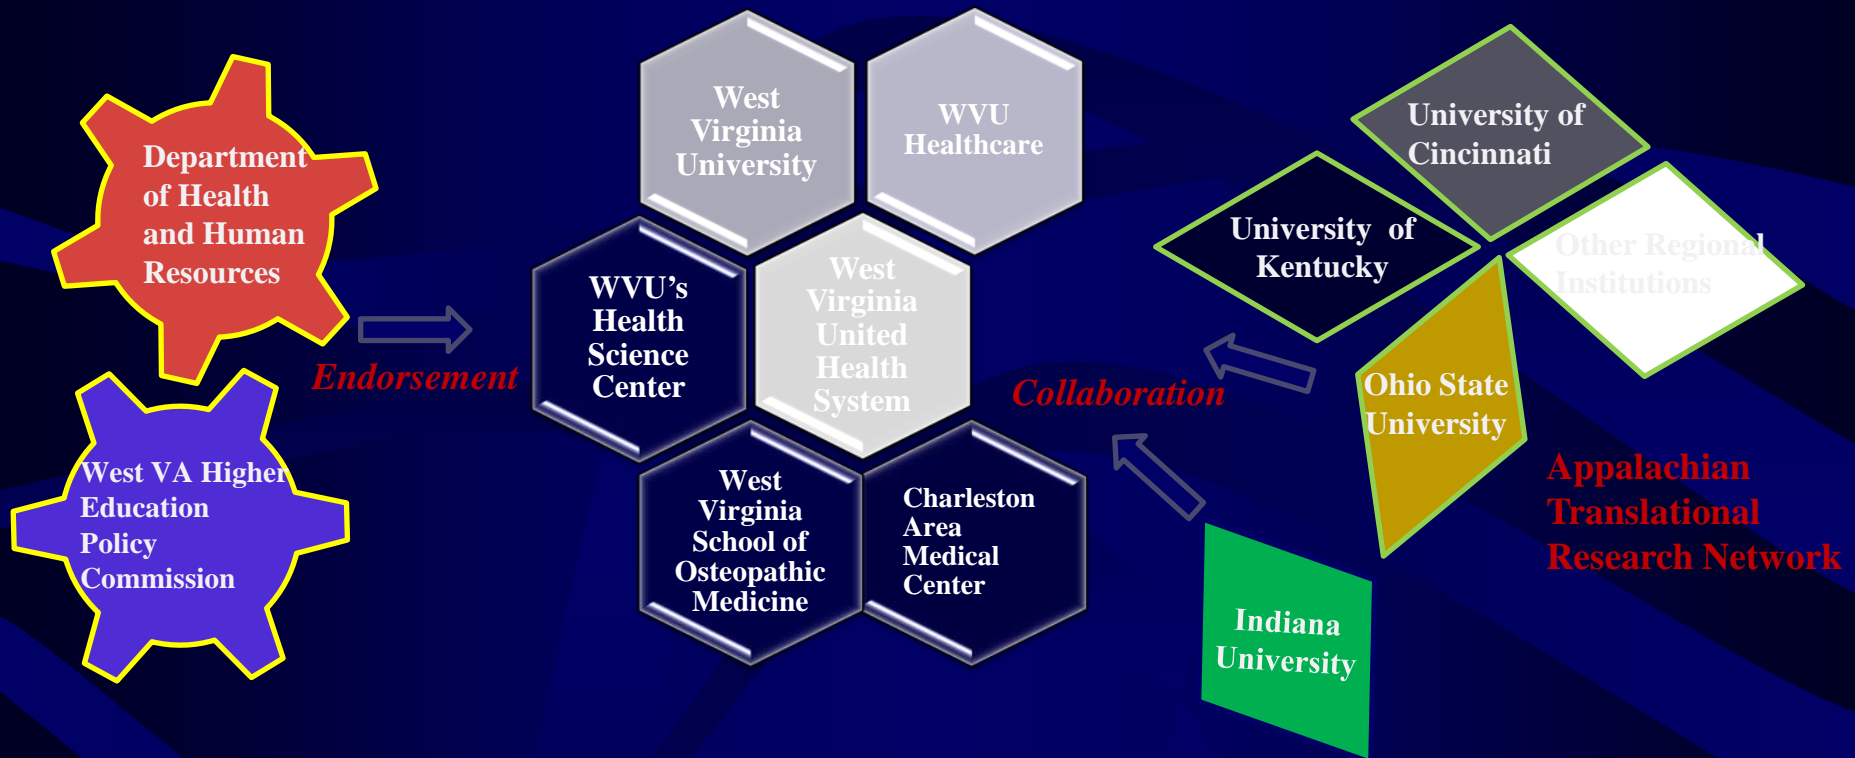 Department
of Health
and Human
Resources
West VA Higher
Education
Policy
Commission
Endorsement
West
Virginia
University
WVU
Healthcare
WVU’s
Health
Science
Center
West
Virginia
United
Health
System
West
Virginia
School of
Osteopathic
Medicine
Charleston
Area
Medical
Center
Collaboration
University of
Cincinnati
University of
Kentucky
Other Regional
Institutions
Ohio State
University
Appalachian
Translational
Research Network
Indiana
University